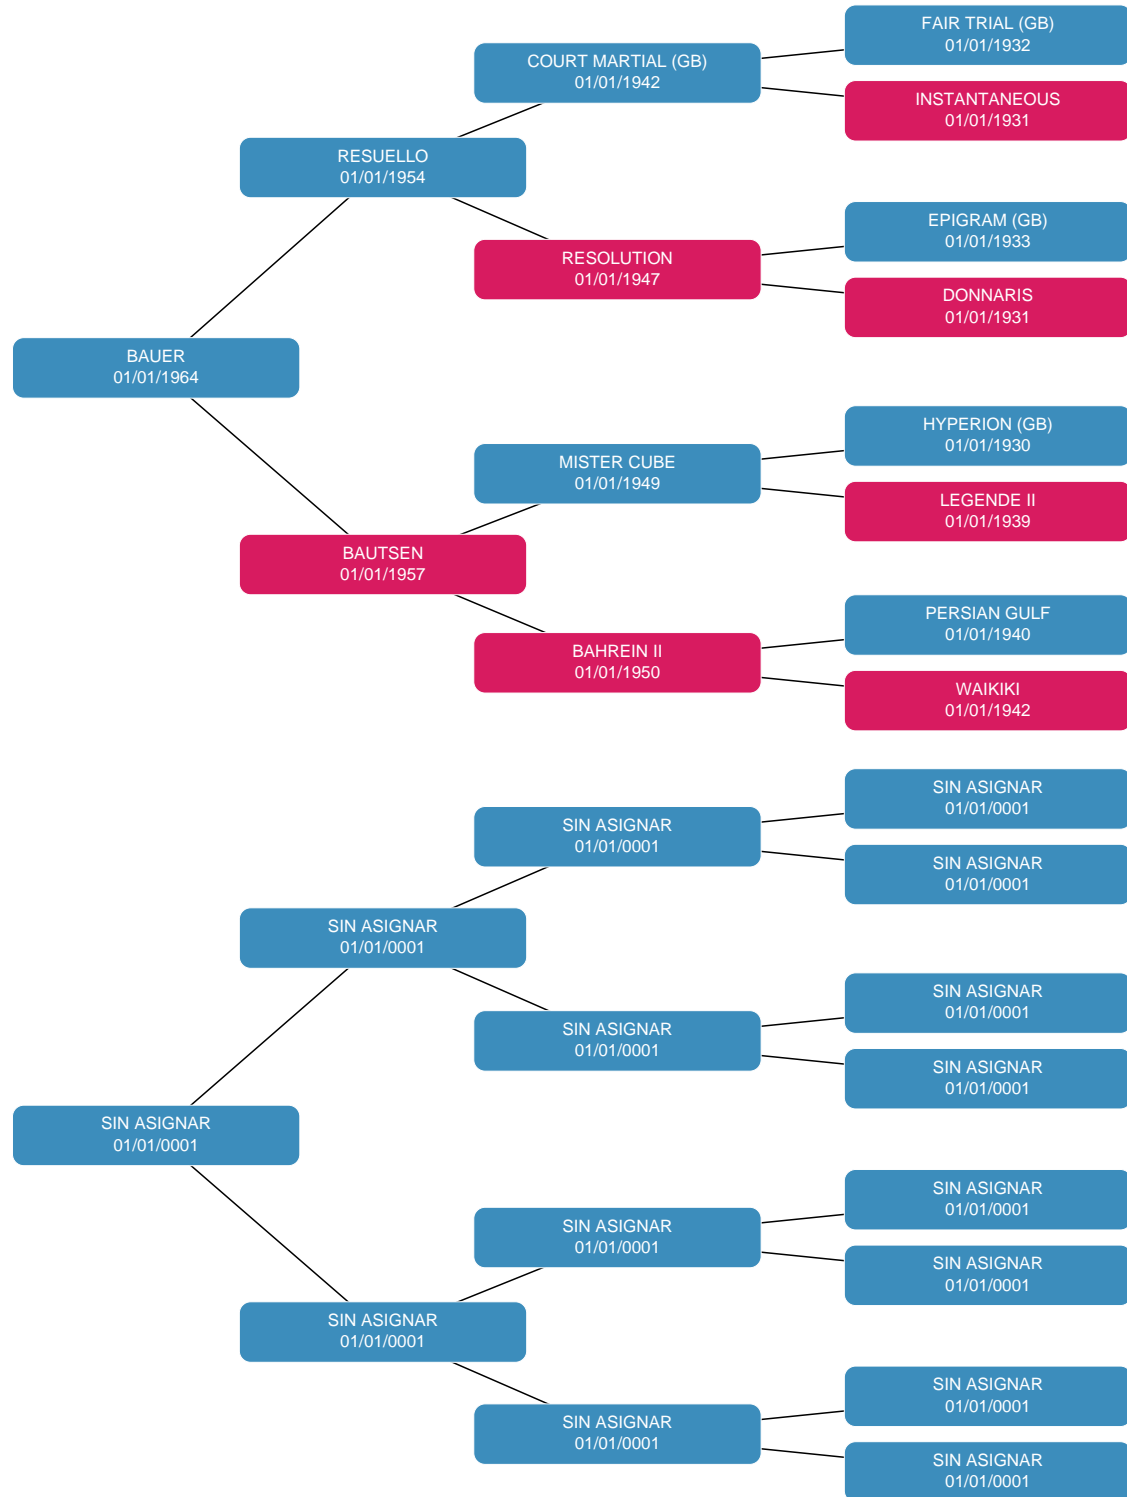 FAIR TRIAL (GB)
01/01/1932
COURT MARTIAL (GB)
01/01/1942
INSTANTANEOUS
01/01/1931
RESUELLO
01/01/1954
EPIGRAM (GB)
01/01/1933
RESOLUTION
01/01/1947
DONNARIS
01/01/1931
BAUER
01/01/1964
HYPERION (GB)
01/01/1930
MISTER CUBE
01/01/1949
LEGENDE II
01/01/1939
BAUTSEN
01/01/1957
PERSIAN GULF
01/01/1940
BAHREIN II
01/01/1950
WAIKIKI
01/01/1942
SIN ASIGNAR
01/01/0001
SIN ASIGNAR
01/01/0001
SIN ASIGNAR
01/01/0001
SIN ASIGNAR
01/01/0001
SIN ASIGNAR
01/01/0001
SIN ASIGNAR
01/01/0001
SIN ASIGNAR
01/01/0001
SIN ASIGNAR
01/01/0001
SIN ASIGNAR
01/01/0001
SIN ASIGNAR
01/01/0001
SIN ASIGNAR
01/01/0001
SIN ASIGNAR
01/01/0001
SIN ASIGNAR
01/01/0001
SIN ASIGNAR
01/01/0001
SIN ASIGNAR
01/01/0001